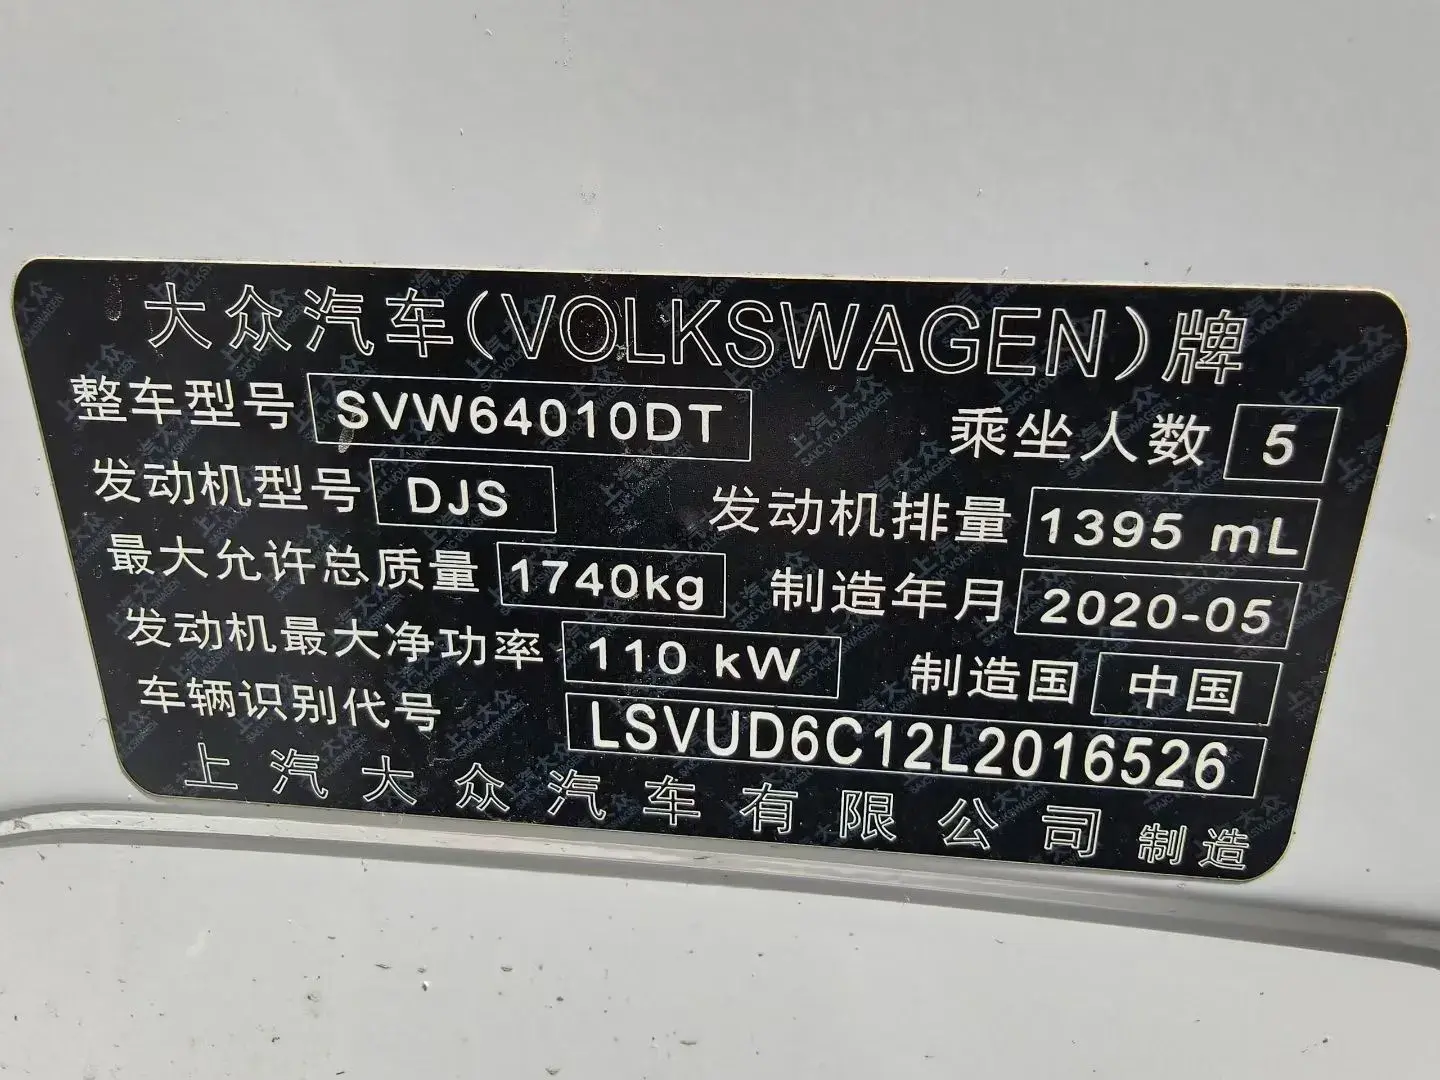 大众汽车(VOLKSWAGEN)牌
整车型号 SVW64010DT 乘坐人数 5
发动机型号 DJS 发动机排量 1395 mL
最大允许总质量 1740kg 制造年月 2020-05
发动机最大净功率 110 kW 制造国 中国
车辆识别代号 LSVUD6C12L2016526
上汽大众汽车有限公司 制造